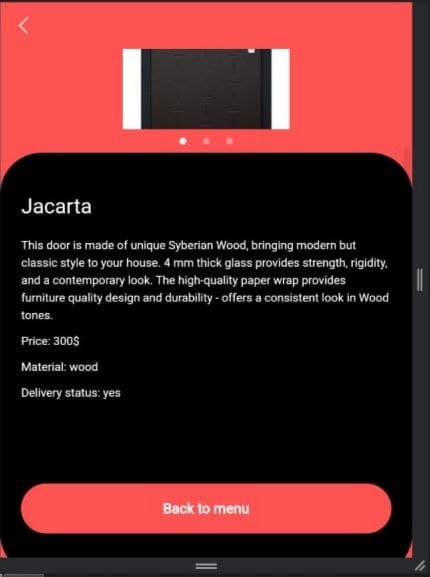 Jacarta
This door is made of unique Syberian Wood, bringing modern but
classic style to your house. 4 mm thick glass provides strength, rigidity,
and a contemporary look. The high-quality paper wrap provides
furniture quality design and durability - offers a consistent look in Wood
tones.
Price: 300$
Material: wood
Delivery status: yes
Back to menu